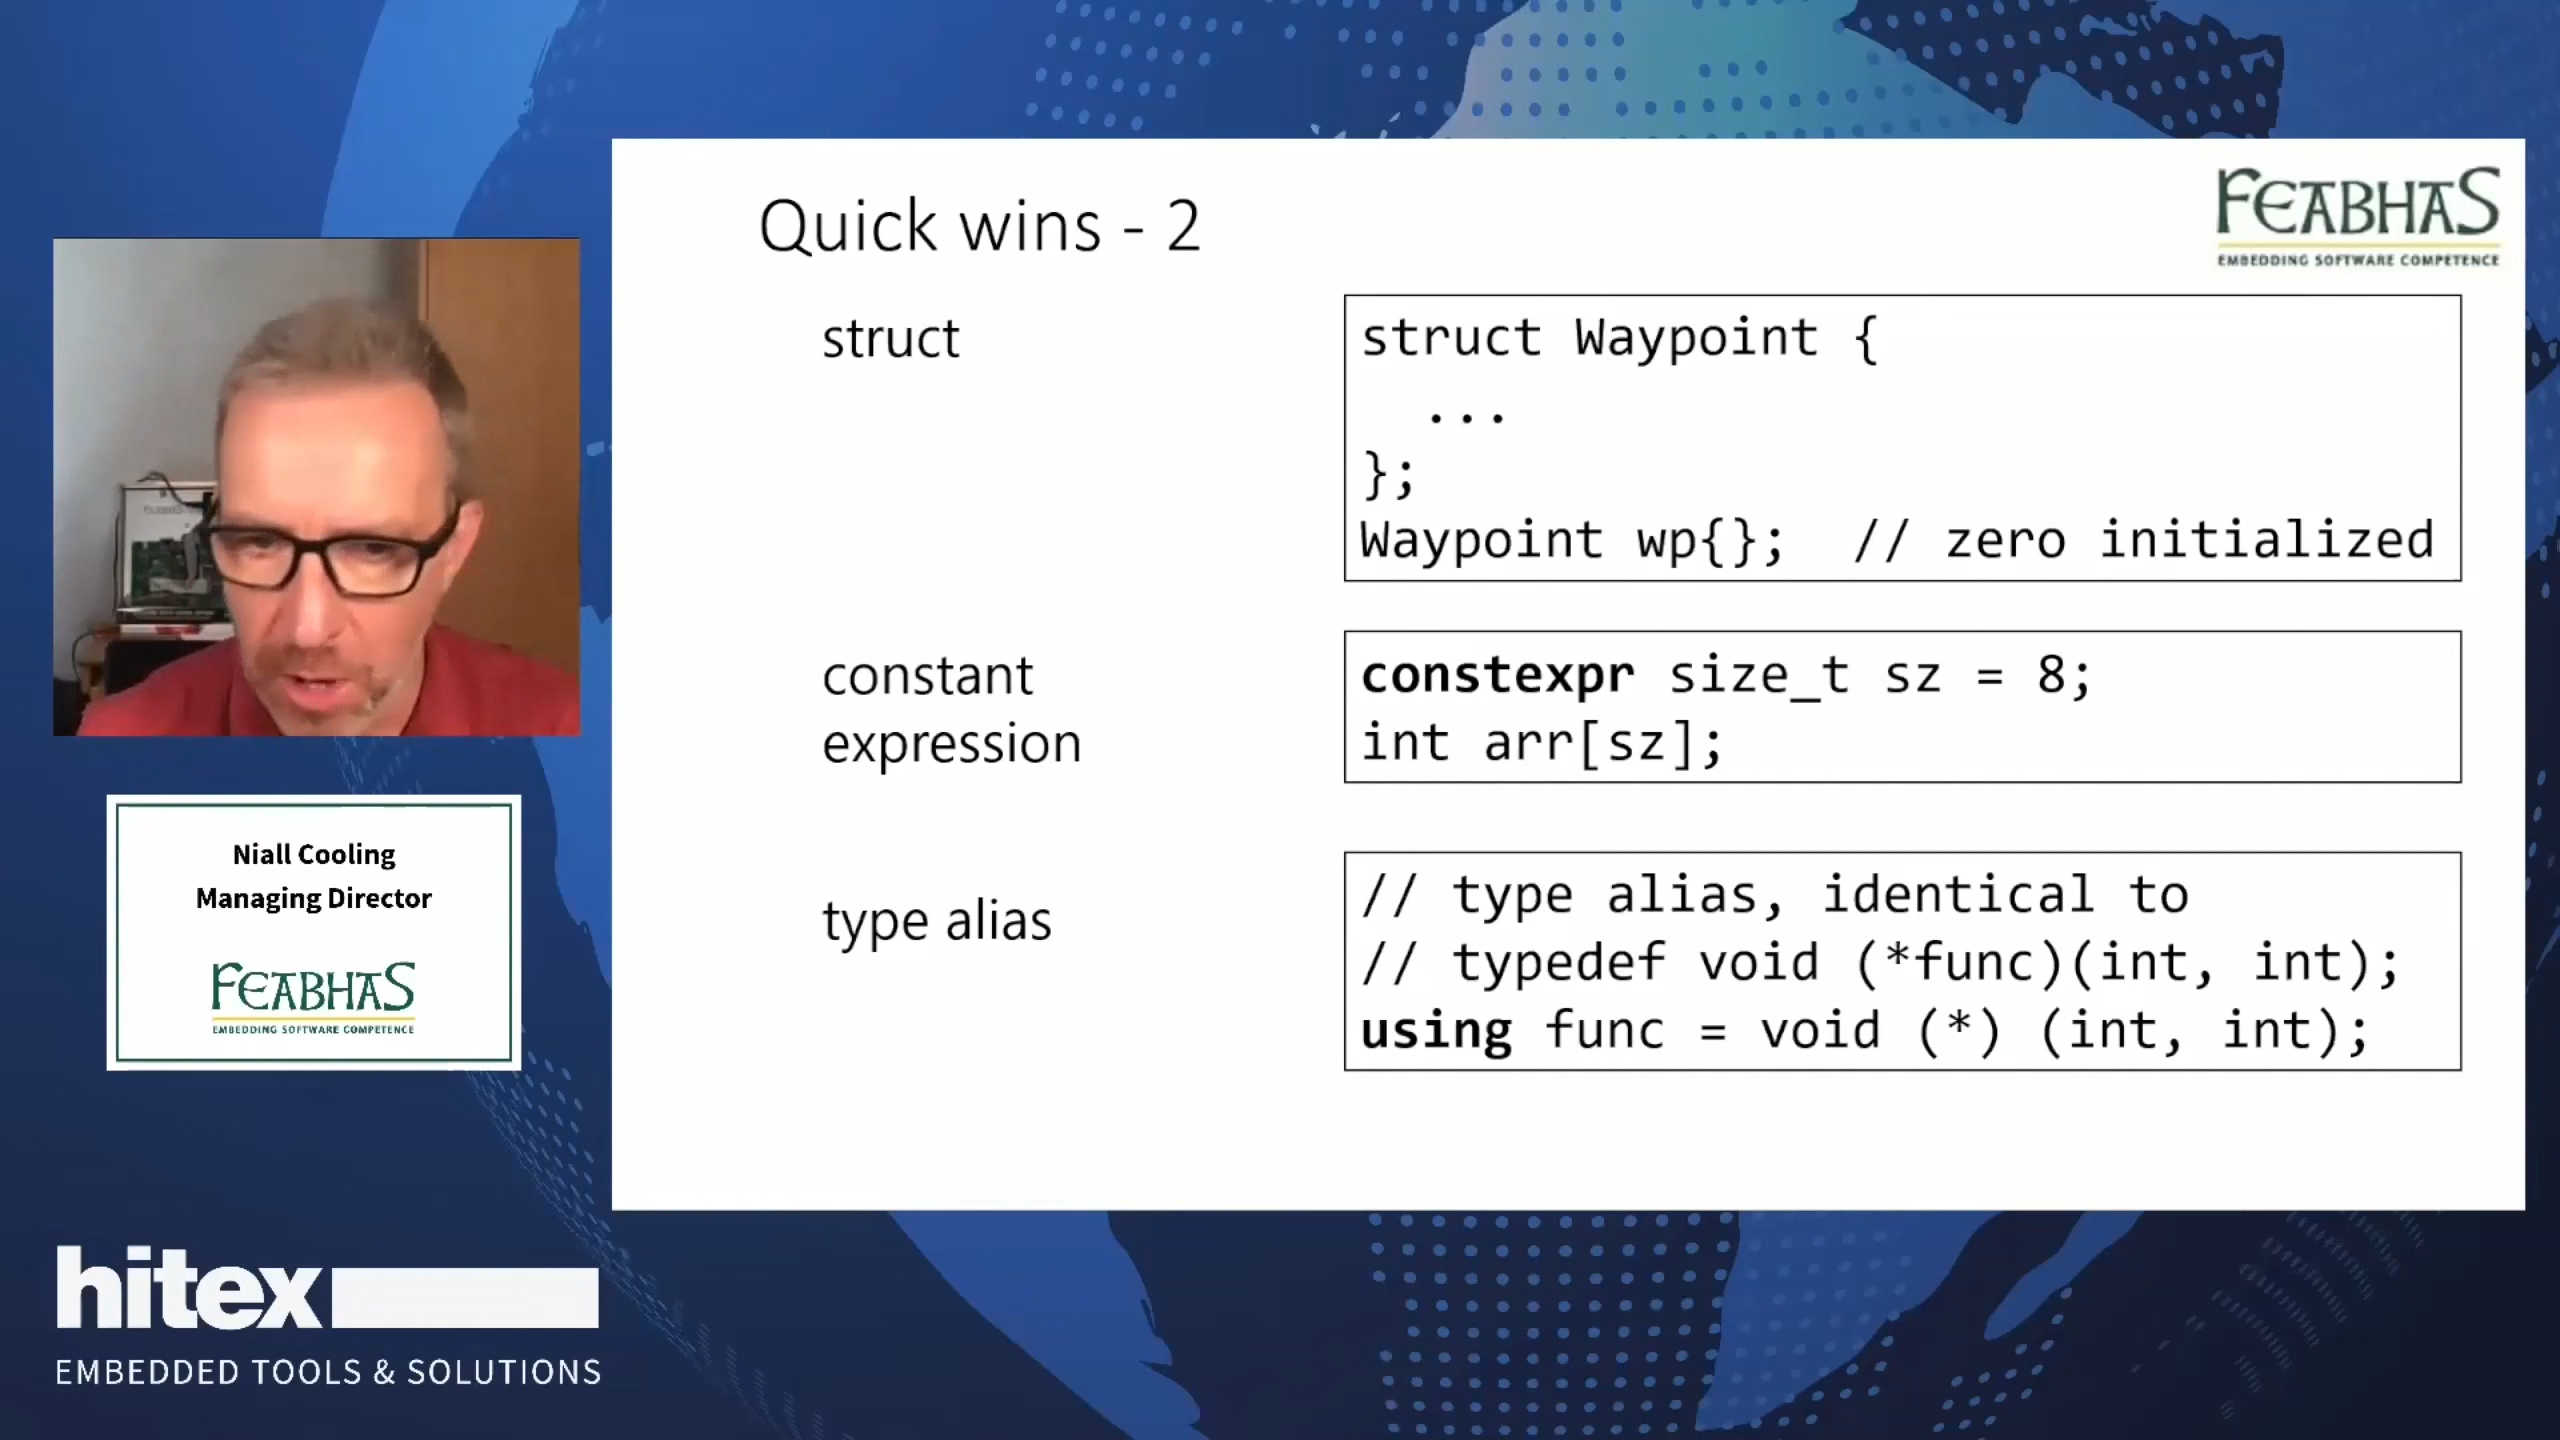 Quick wins - 2
FEABHAS
EMBEDDING SOFTWARE COMPETENCE
struct
struct Waypoint {
...
};
Waypoint wp{};  // zero initialized
constant
expression
constexpr size_t sz = 8;
int arr[sz];
type alias
// type alias, identical to
// typedef void (*func)(int, int);
using func = void (*) (int, int);
Niall Cooling
Managing Director
FEABHAS
EMBEDDING SOFTWARE COMPETENCE
hitex
EMBEDDED TOOLS & SOLUTIONS